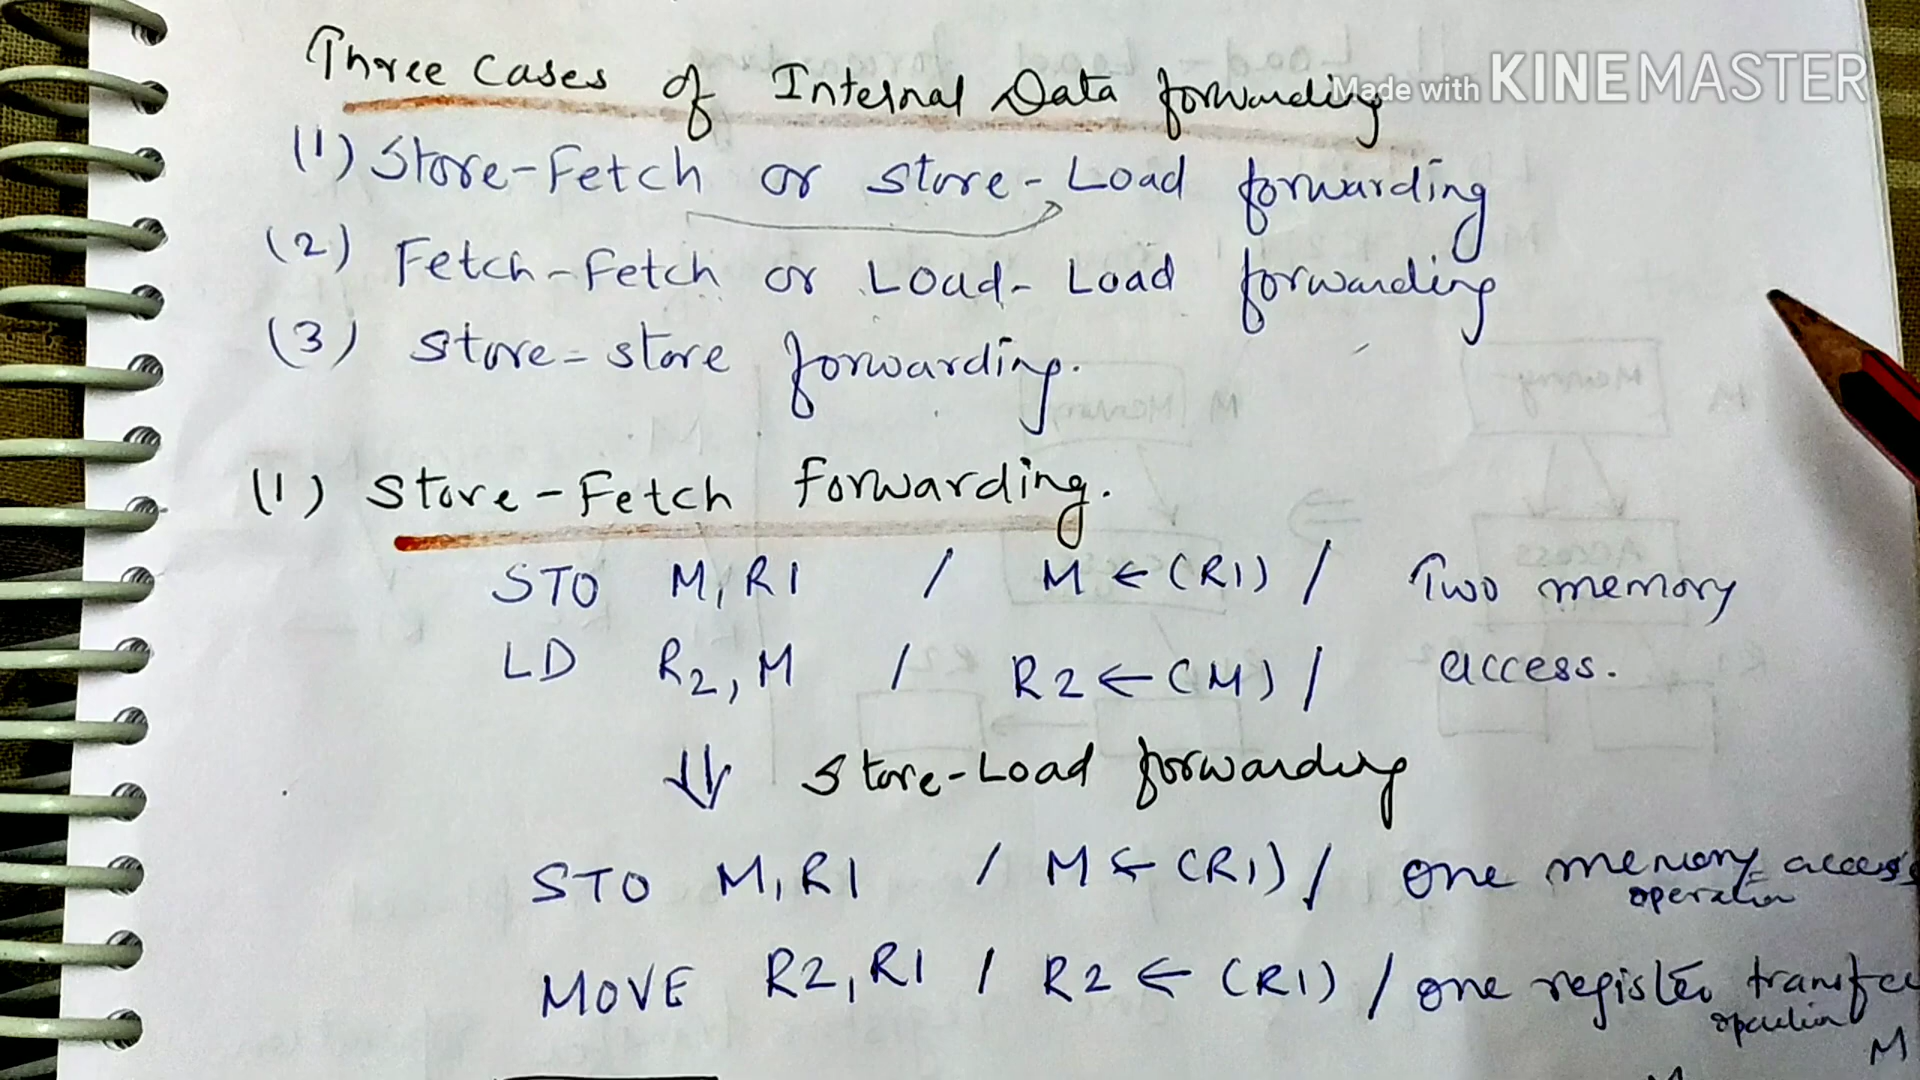 Three Cases of Internal Data forwarding
Made with KINEMASTER
(1) Store-Fetch or Store-Load forwarding
(2) Fetch-Fetch or Load-Load forwarding
(3) Store-store forwarding.
(1) Store-Fetch Forwarding.
STO M, R1 / M ← (R1) / Two memory
LD R2, M / R2 ← (M) / access.
⇓ Store-Load forwarding
STO M, R1 / M ← (R1) / one memory access
operation
MOVE R2, R1 / R2 ← (R1) / one register transfer
operation
M